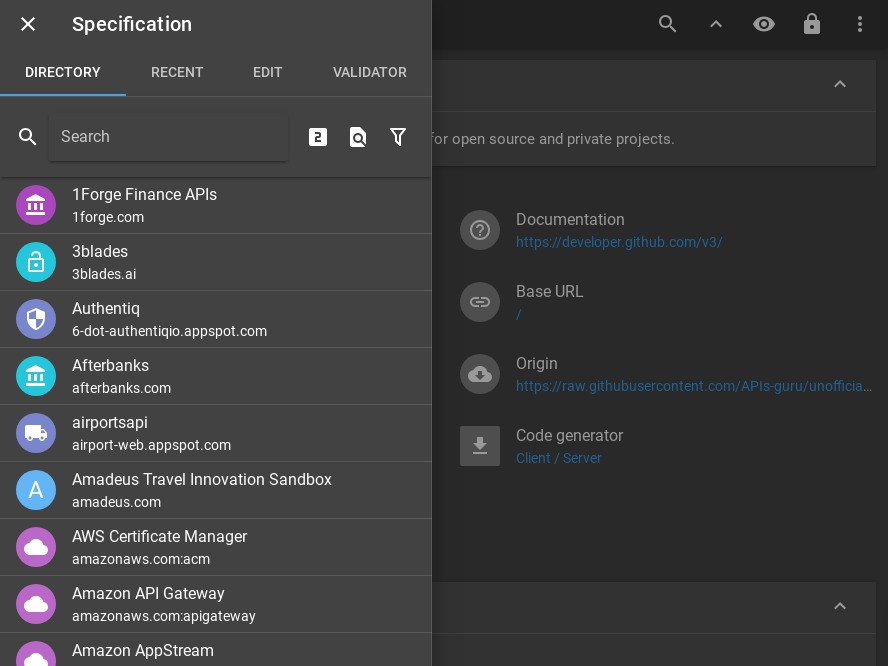 Specification
DIRECTORY RECENT EDIT VALIDATOR
Search
2
1Forge Finance APIs
1forge.com
3blades
3blades.ai
Authentiq
6-dot-authentiqio.appspot.com
Afterbanks
afterbanks.com
airportsapi
airport-web.appspot.com
A
Amadeus Travel Innovation Sandbox
amadeus.com
AWS Certificate Manager
amazonaws.com:acm
Amazon API Gateway
amazonaws.com:apigateway
Amazon AppStream
for open source and private projects.
Documentation
https://developer.github.com/v3/
Base URL
/
Origin
https://raw.githubusercontent.com/APIs-guru/unofficia…
Code generator
Client / Server